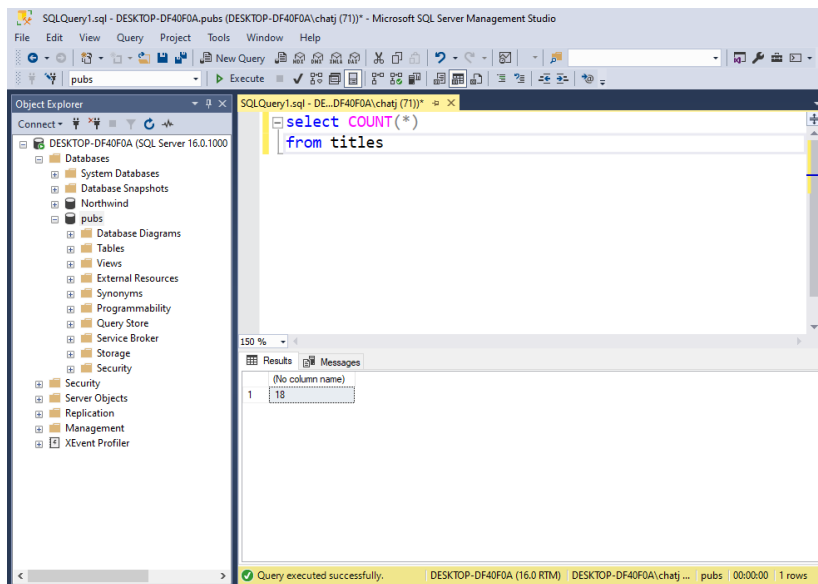 SQLQuery1.sql - DESKTOP-DF40F0A.pubs (DESKTOP-DF40F0A\chatj (71))* - Microsoft SQL Server Management Studio
File Edit View Query Project Tools Window Help
New Query
pubs Execute
Object Explorer
Connect
DESKTOP-DF40F0A (SQL Server 16.0.1000
Databases
System Databases
Database Snapshots
Northwind
pubs
Database Diagrams
Tables
Views
External Resources
Synonyms
Programmability
Query Store
Service Broker
Storage
Security
Security
Server Objects
Replication
Management
XEvent Profiler
SQLQuery1.sql - DE...DF40F0A\chatj (71))*
select COUNT(*)
from titles
150 %
Results Messages
(No column name)
1 18
Query executed successfully. DESKTOP-DF40F0A (16.0 RTM) DESKTOP-DF40F0A\chatj ... pubs 00:00:00 1 rows